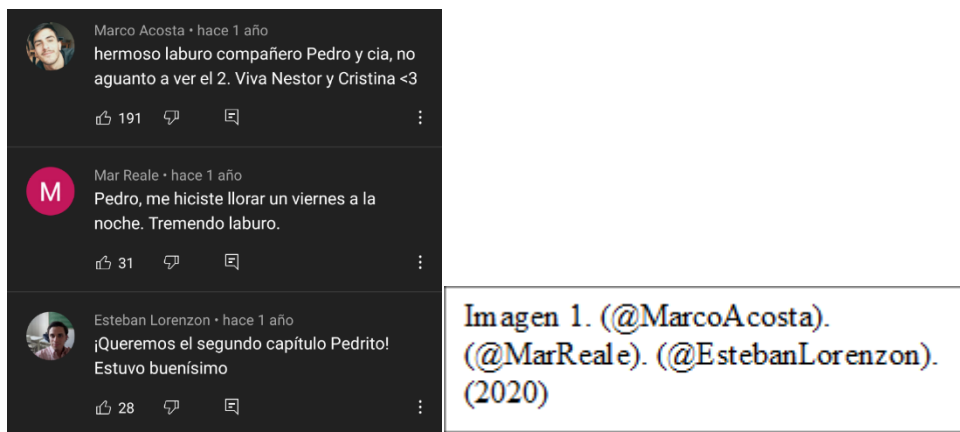 Marco Acosta • hace 1 año
hermoso laburo compañero Pedro y cia, no
aguanto a ver el 2. Viva Nestor y Cristina <3
191
M
Mar Reale • hace 1 año
Pedro, me hiciste llorar un viernes a la
noche. Tremendo laburo.
31
Esteban Lorenzon • hace 1 año
¡Queremos el segundo capítulo Pedrito!
Estuvo buenísimo
28
Imagen 1. (@MarcoAcosta).
(@MarReale). (@EstebanLorenzon).
(2020)